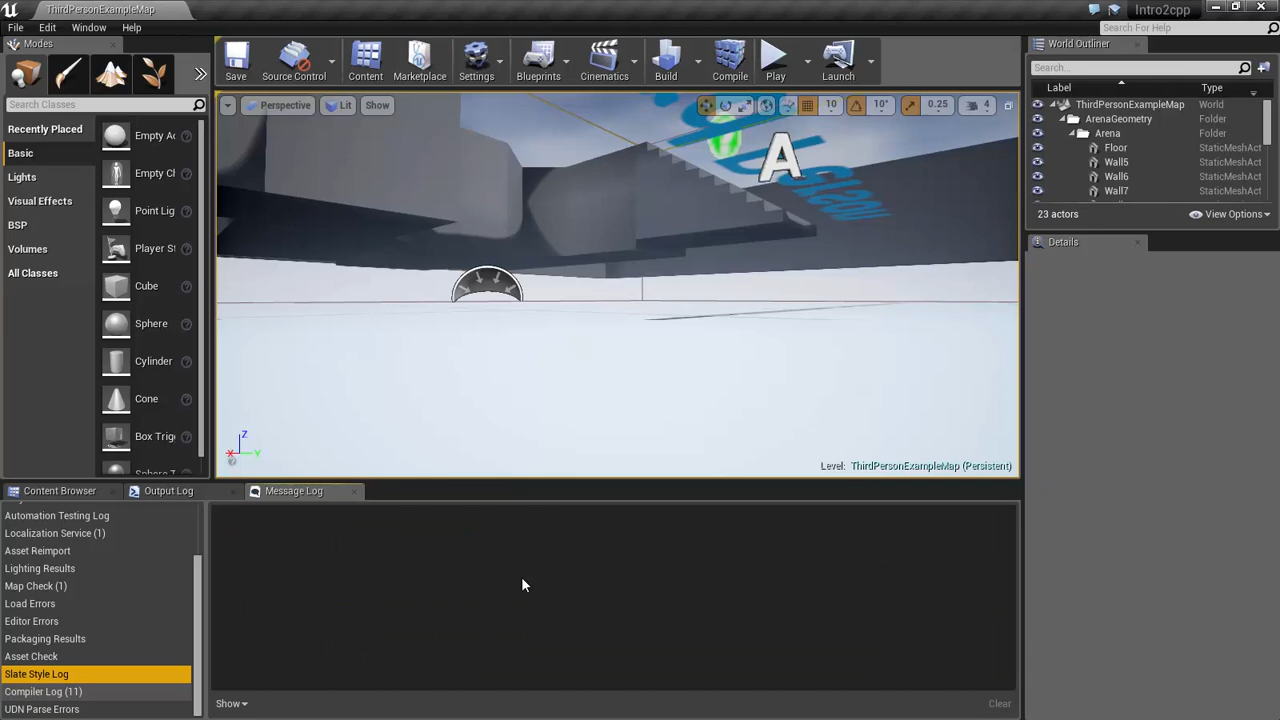 ThirdPersonExampleMap
Intro2cpp
File Edit Window Help
Search For Help
Modes
Search Classes
Recently Placed
Basic
Lights
Visual Effects
BSP
Volumes
All Classes
Empty Ac
Empty Ch
Point Lig
Player St
Cube
Sphere
Cylinder
Cone
Box Trig
Sphere T
Save
Source Control
Content
Marketplace
Settings
Blueprints
Cinematics
Build
Compile
Play
Launch
Perspective Lit Show
10 10° 0.25 4
A
Z
X Y
Level: ThirdPersonExampleMap (Persistent)
World Outliner
Search...
Label Type
ThirdPersonExampleMap World
ArenaGeometry Folder
Arena Folder
Floor StaticMeshAct
Wall5 StaticMeshAct
Wall6 StaticMeshAct
Wall7 StaticMeshAct
23 actors View Options
Details
Content Browser Output Log Message Log
Automation Testing Log
Localization Service (1)
Asset Reimport
Lighting Results
Map Check (1)
Load Errors
Editor Errors
Packaging Results
Asset Check
Slate Style Log
Compiler Log (11)
UDN Parse Errors
Show Clear